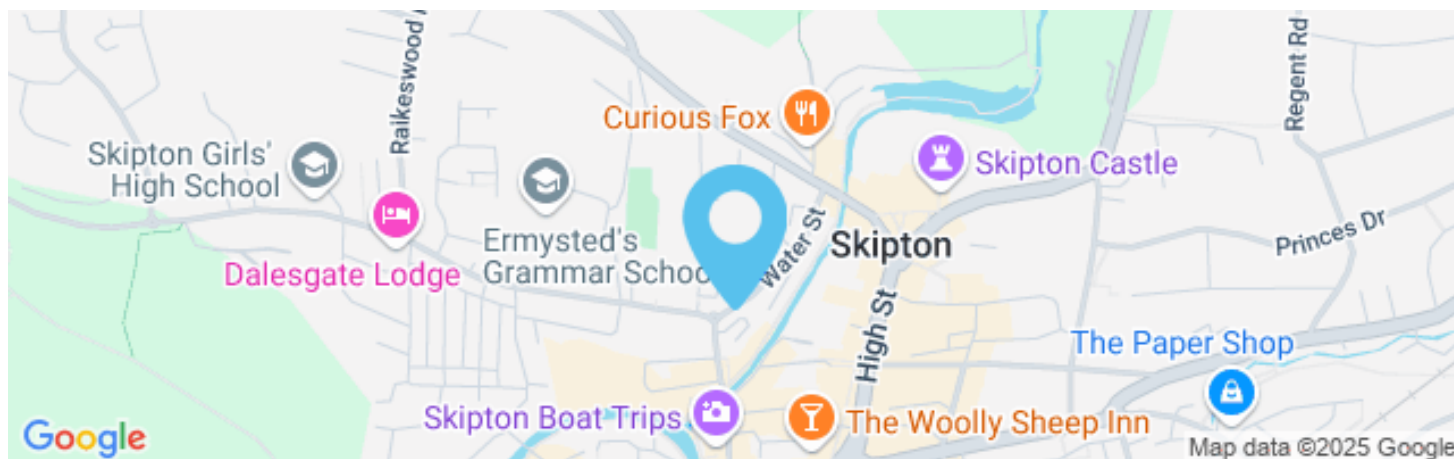 Raikeswood
Regent Rd
Curious Fox
Skipton Girls'
High School
Skipton Castle
Ermysted's
Grammar Schoo
Water St
Skipton
Princes Dr
Dalesgate Lodge
High St
The Paper Shop
Skipton Boat Trips
The Woolly Sheep Inn
Google
Map data ©2025 Google